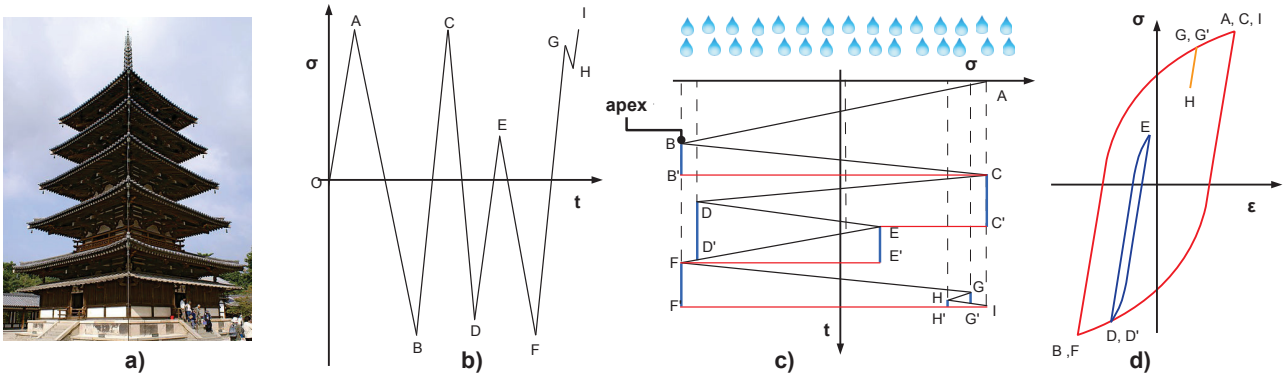 σ
O
A
B
C
D
E
F
G
H
I
t
σ
apex
A
B
B'
C
C'
D
D'
E
E'
F
F'
G
H
H'
G'
I
t
σ
A, C, I
G, G'
H
E
ε
D, D'
B ,F
a)
b)
c)
d)